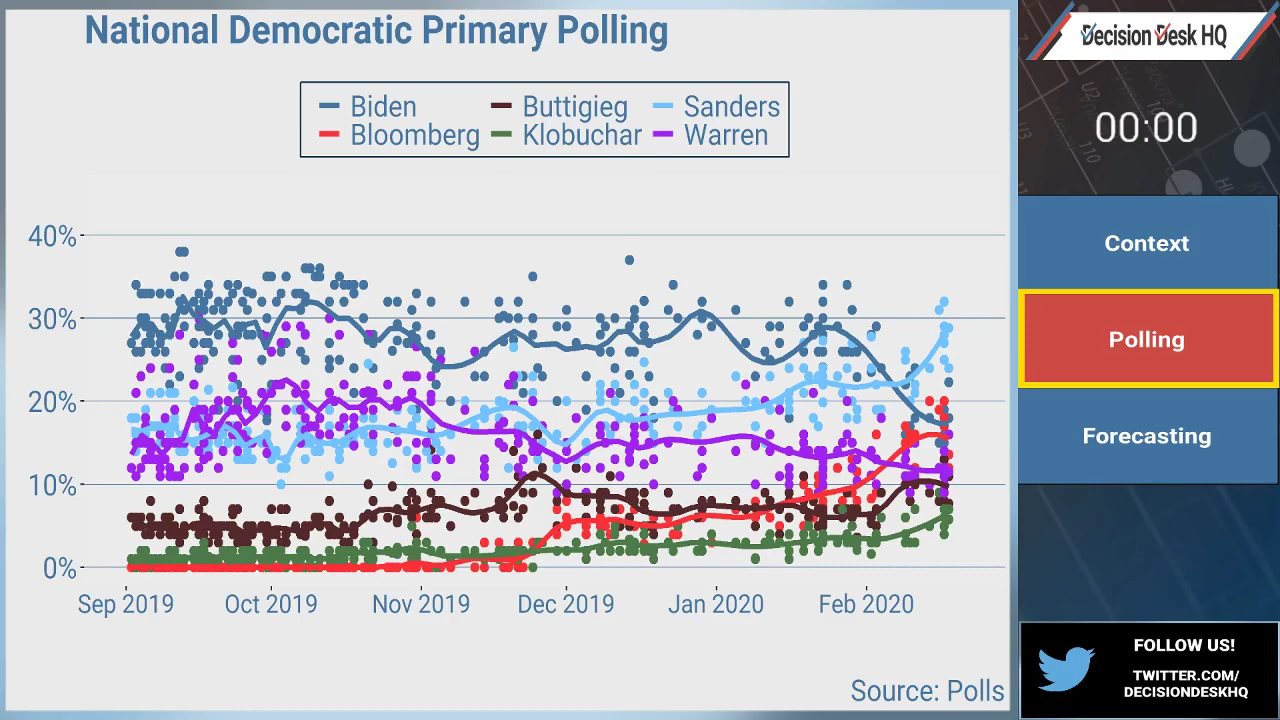 National Democratic Primary Polling
Biden Buttigieg Sanders
Bloomberg Klobuchar Warren
40%
30%
20%
10%
0%
Sep 2019 Oct 2019 Nov 2019 Dec 2019 Jan 2020 Feb 2020
Source: Polls
Decision Desk HQ
00:00
Context
Polling
Forecasting
FOLLOW US!
TWITTER.COM/
DECISIONDESKHQ